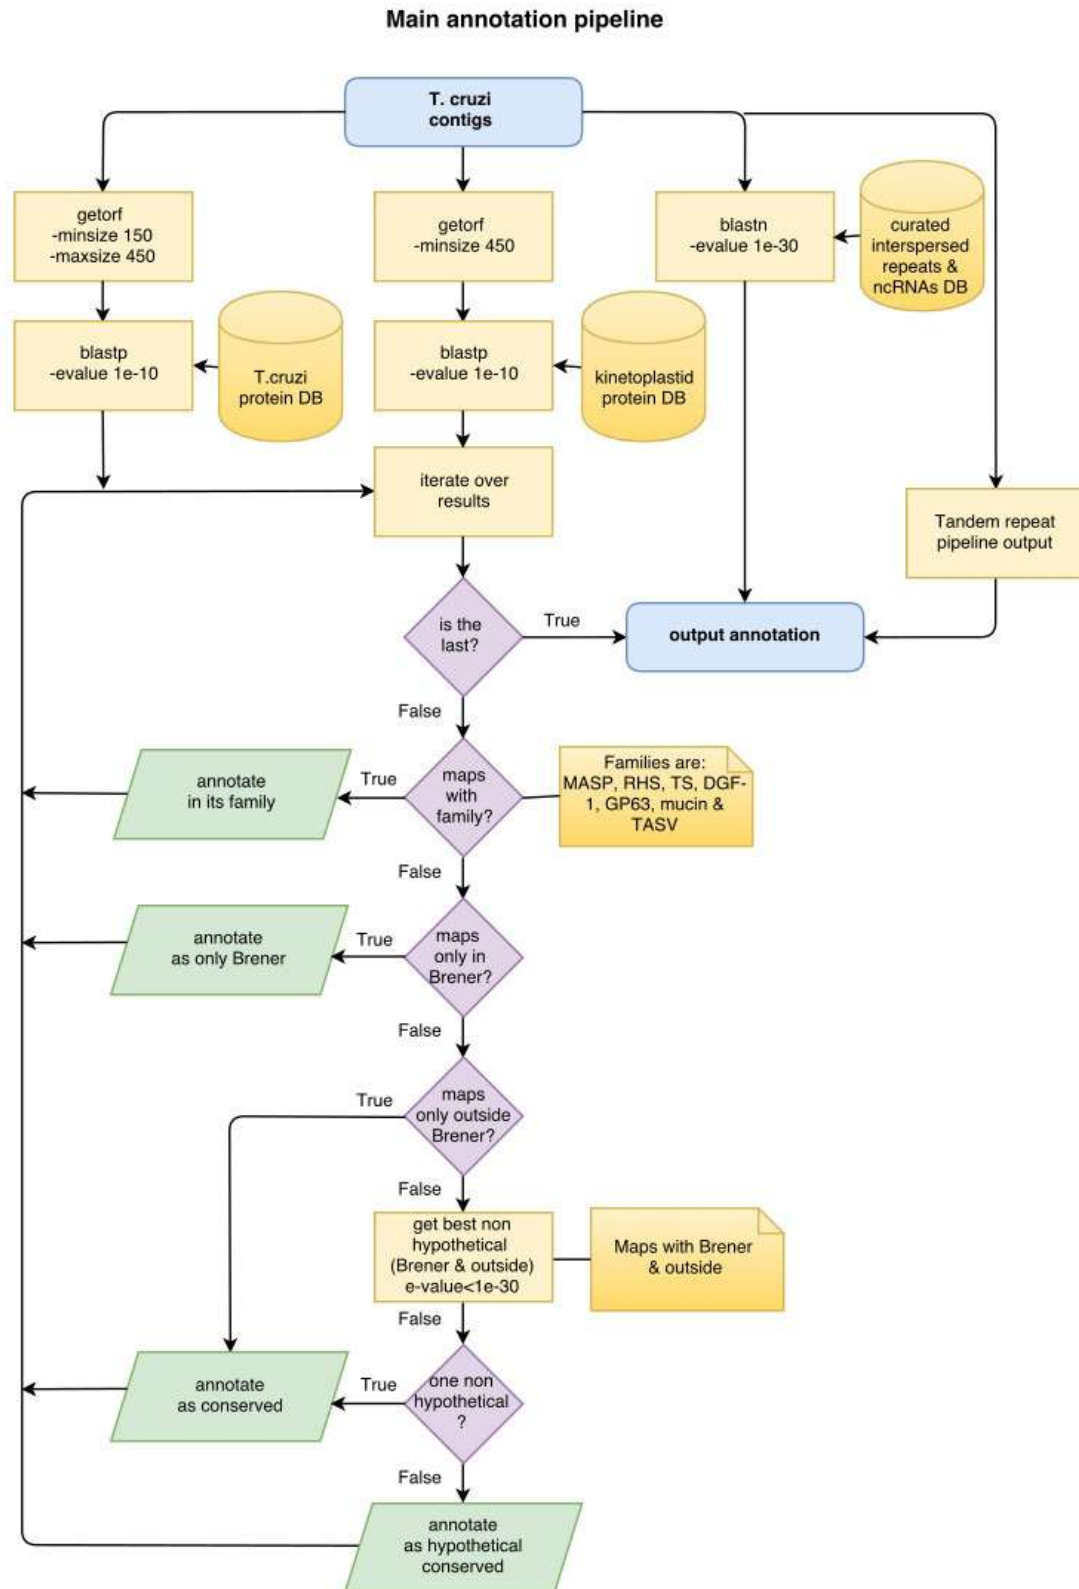 Main annotation pipeline
T. cruzi
contigs
getorf
-minsize 150
-maxsize 450
getorf
-minsize 450
blastn
-evalue 1e-30
curated
interspersed
repeats &
ncRNAs DB
blastp
-evalue 1e-10
T.cruzi
protein DB
blastp
-evalue 1e-10
kinetoplastid
protein DB
iterate over
results
Tandem repeat
pipeline output
is the
last?
True
output annotation
False
annotate
in its family
True
maps
with
family?
Families are:
MASP, RHS, TS, DGF-
1, GP63, mucin &
TASV
False
annotate
as only Brener
True
maps
only in
Brener?
False
True
maps
only outside
Brener?
False
get best non
hypothetical
(Brener & outside)
e-value<1e-30
Maps with Brener
& outside
False
annotate
as conserved
True
one non
hypothetical
?
False
annotate
as hypothetical
conserved